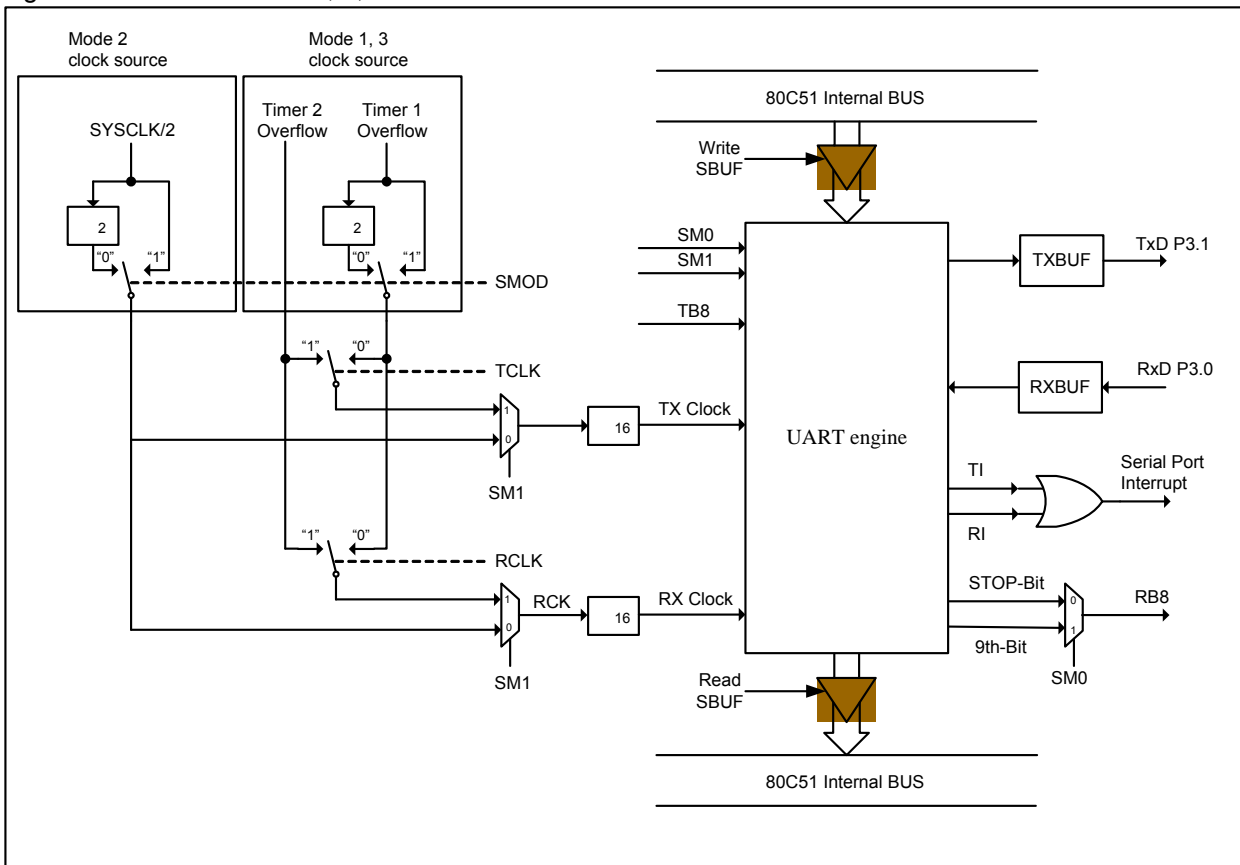 Mode 2
clock source
Mode 1, 3
clock source
SYSCLK/2
Timer 2
Overflow
Timer 1
Overflow
2
2
"0"
"1"
"0"
"1"
SMOD
"1"
"0"
TCLK
1
0
SM1
16
TX Clock
"1"
"0"
RCLK
1
0
SM1
RCK
16
RX Clock
80C51 Internal BUS
Write
SBUF
SM0
SM1
TB8
UART engine
TXBUF
TxD P3.1
RXBUF
RxD P3.0
TI
RI
Serial Port
Interrupt
STOP-Bit
9th-Bit
0
1
SM0
RB8
Read
SBUF
80C51 Internal BUS